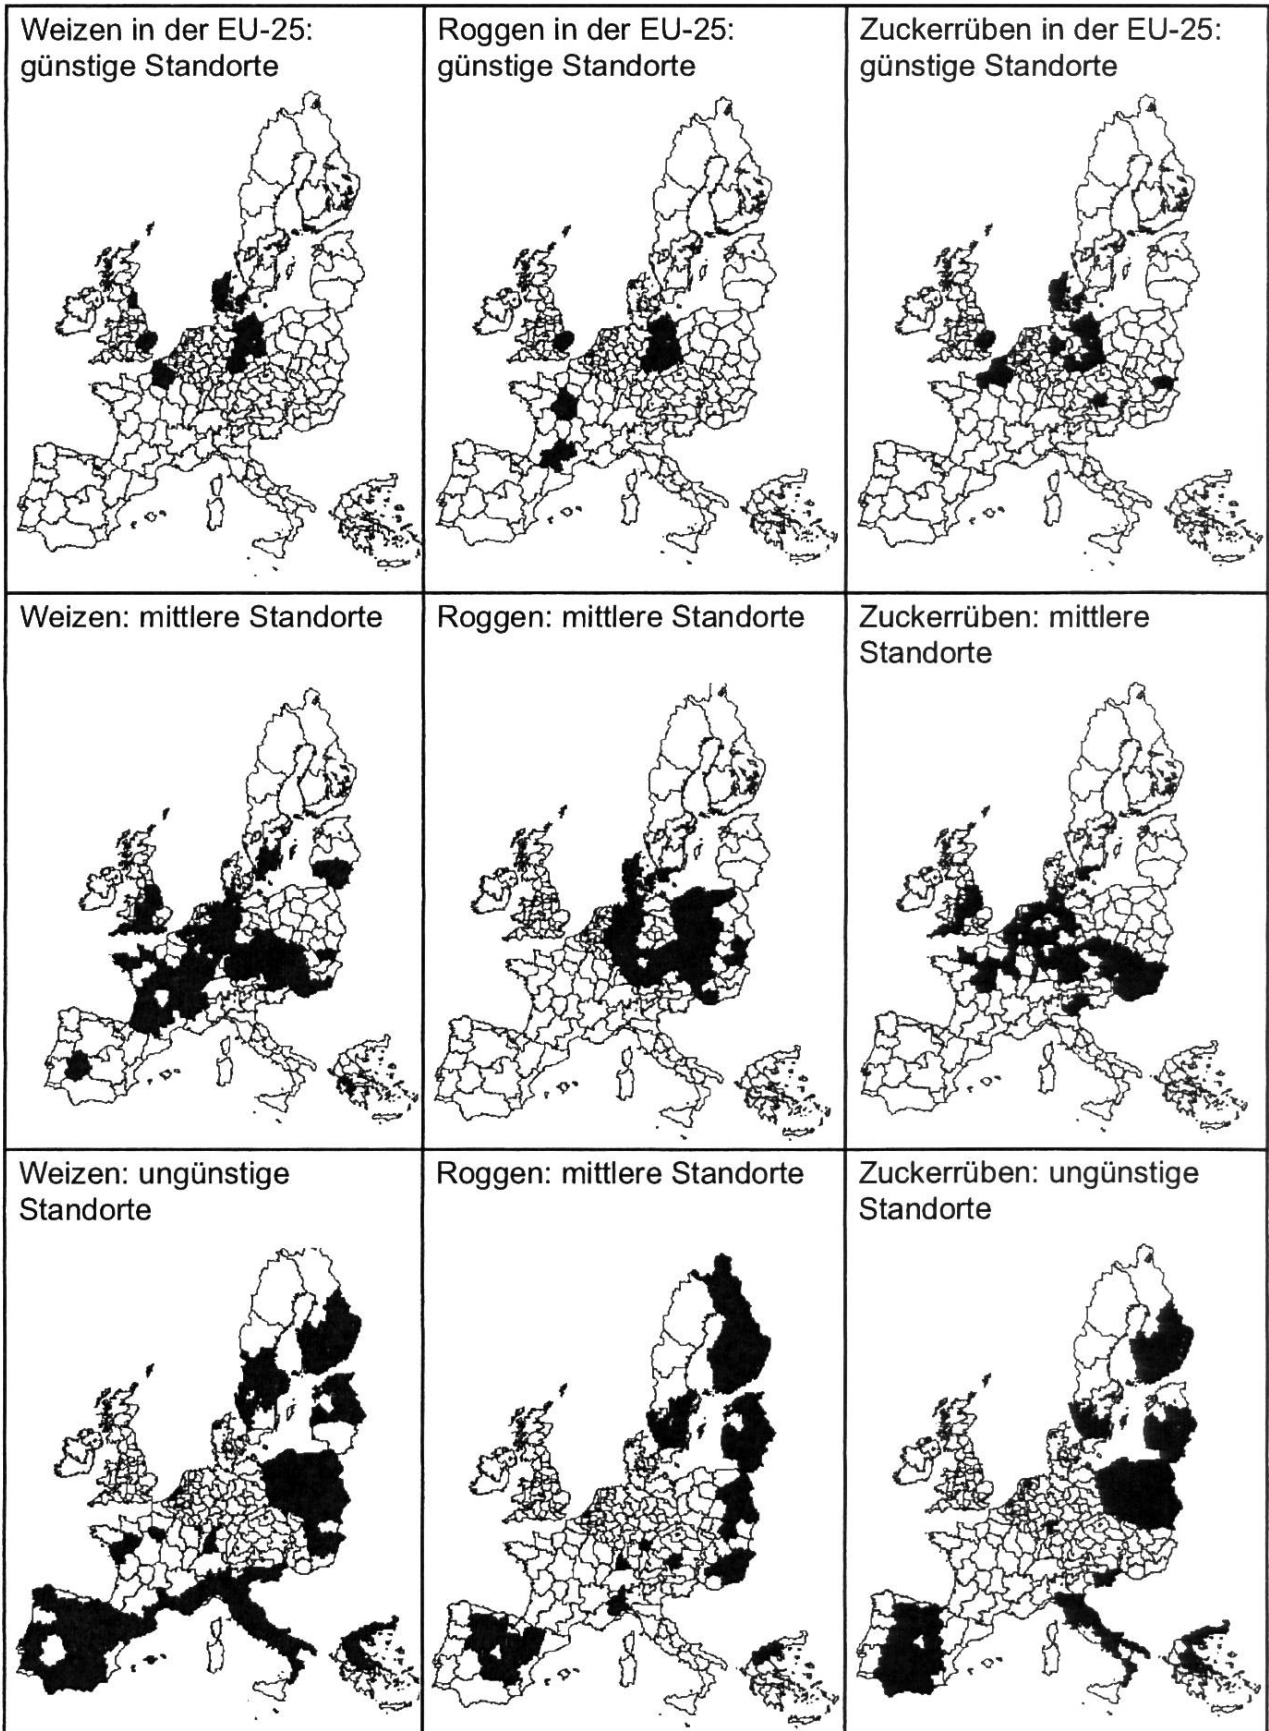 Weizen in der EU-25:
günstige Standorte
Roggen in der EU-25:
günstige Standorte
Zuckerrüben in der EU-25:
günstige Standorte
Weizen: mittlere Standorte
Roggen: mittlere Standorte
Zuckerrüben: mittlere
Standorte
Weizen: ungünstige
Standorte
Roggen: mittlere Standorte
Zuckerrüben: ungünstige
Standorte